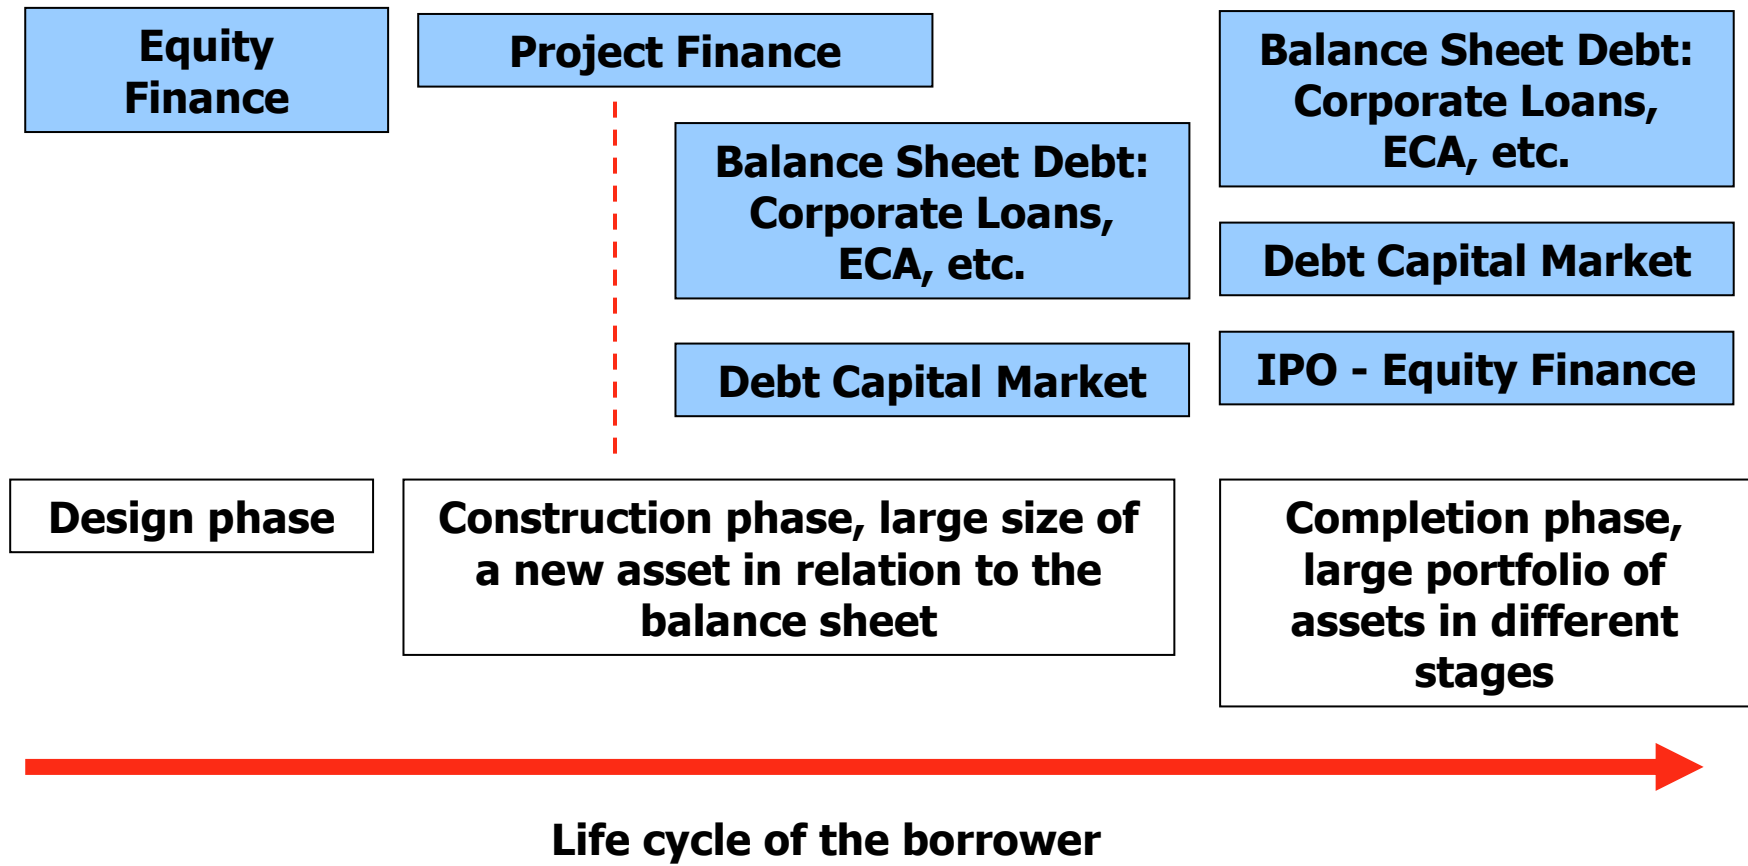 Equity
Finance
Project Finance
Balance Sheet Debt:
Corporate Loans,
ECA, etc.
Debt Capital Market
Balance Sheet Debt:
Corporate Loans,
ECA, etc.
Debt Capital Market
IPO - Equity Finance
Design phase
Construction phase, large size of
a new asset in relation to the
balance sheet
Completion phase,
large portfolio of
assets in different
stages
Life cycle of the borrower